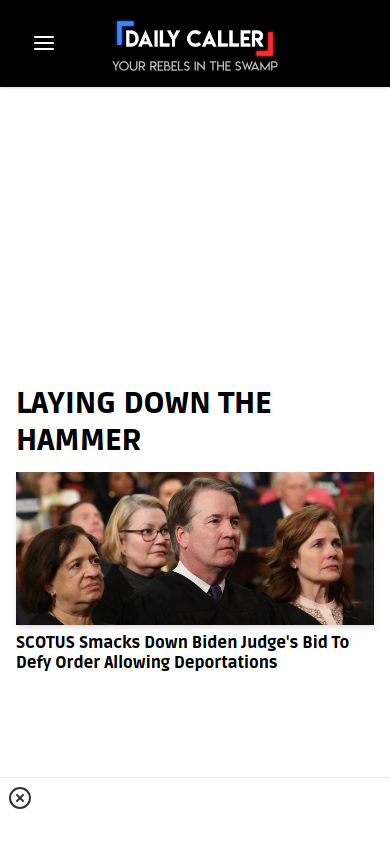 DAILY CALLER
YOUR REBELS IN THE SWAMP
LAYING DOWN THE
HAMMER
SCOTUS Smacks Down Biden Judge's Bid To
Defy Order Allowing Deportations